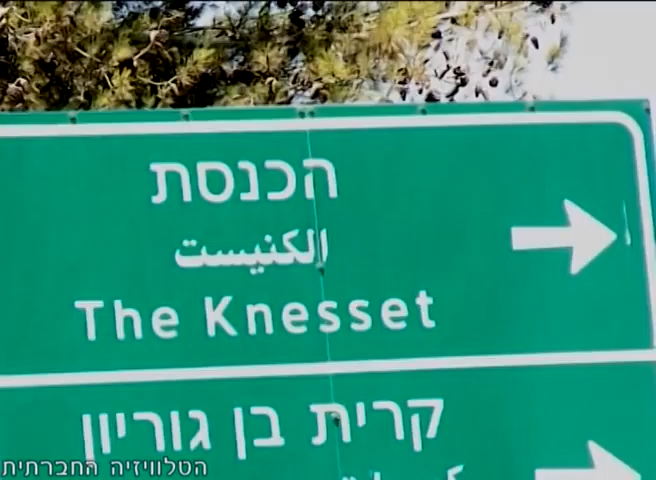 הכנסת
الكنيست
The Knesset
קרית בן גוריון
הטלוויזיה החברתית